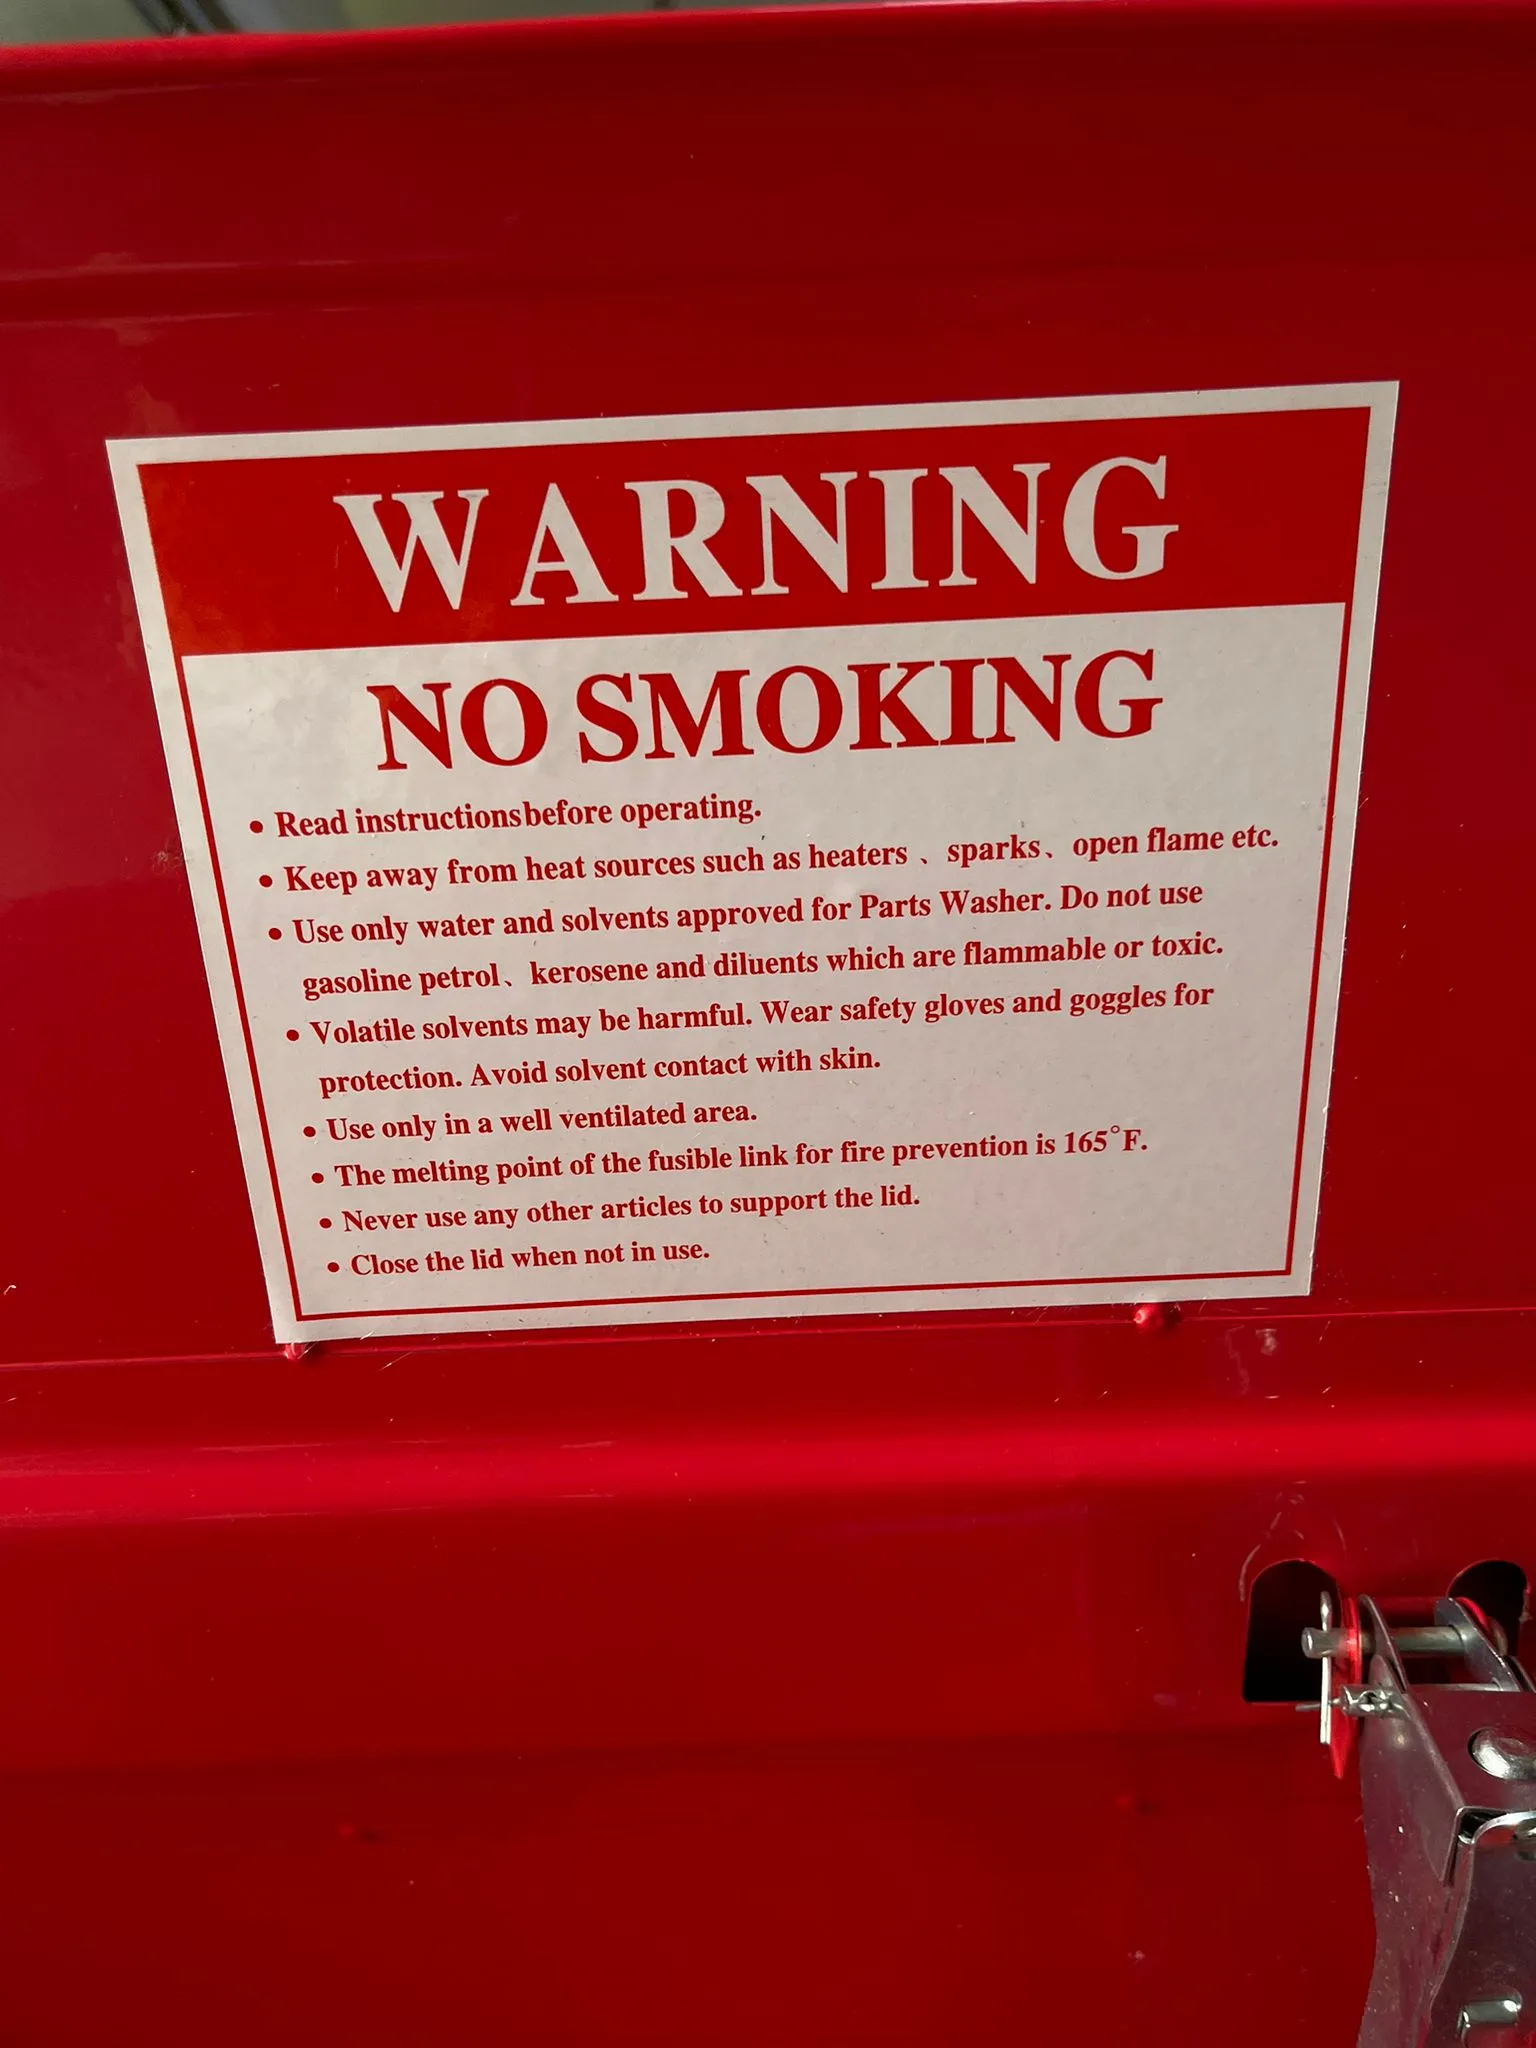 WARNING
NO SMOKING
• Read instructionsbefore operating.
• Keep away from heat sources such as heaters 、 sparks、 open flame etc.
• Use only water and solvents approved for Parts Washer. Do not use
gasoline petrol、 kerosene and diluents which are flammable or toxic.
• Volatile solvents may be harmful. Wear safety gloves and goggles for
protection. Avoid solvent contact with skin.
• Use only in a well ventilated area.
• The melting point of the fusible link for fire prevention is 165°F.
• Never use any other articles to support the lid.
• Close the lid when not in use.